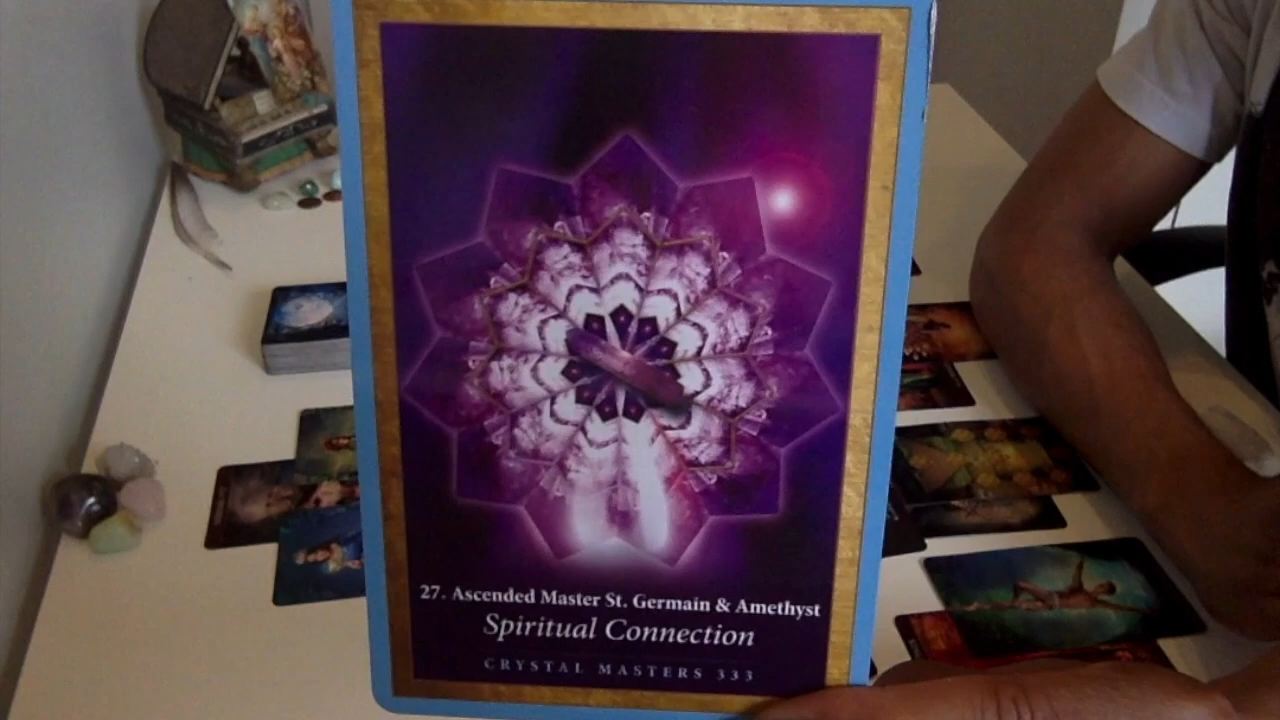 27. Ascended Master St. Germain & Amethyst
Spiritual Connection
CRYSTAL MASTERS 333